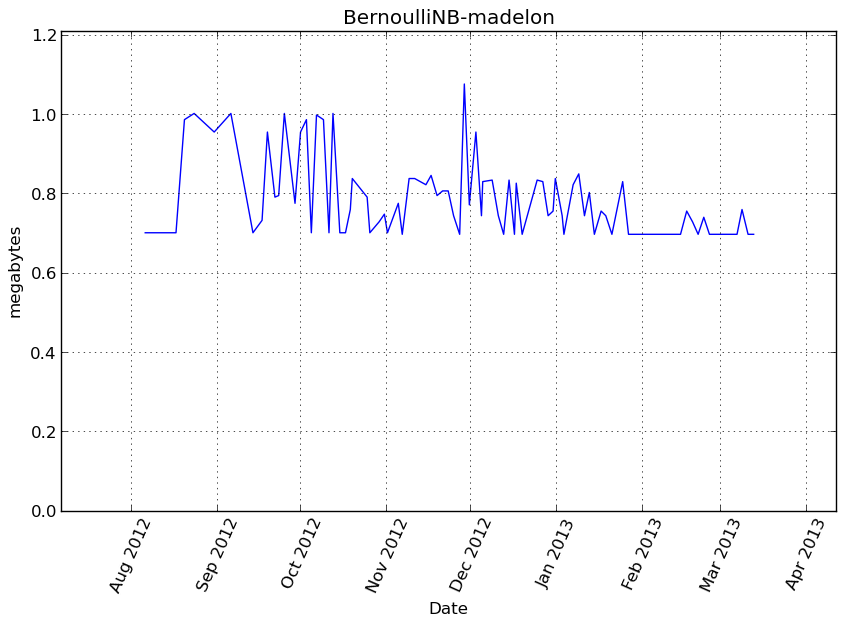 BernoulliNB-madelon
1.2
1.0
0.8
0.6
0.4
0.2
0.0
megabytes
Aug 2012
Sep 2012
Oct 2012
Nov 2012
Dec 2012
Jan 2013
Feb 2013
Mar 2013
Apr 2013
Date